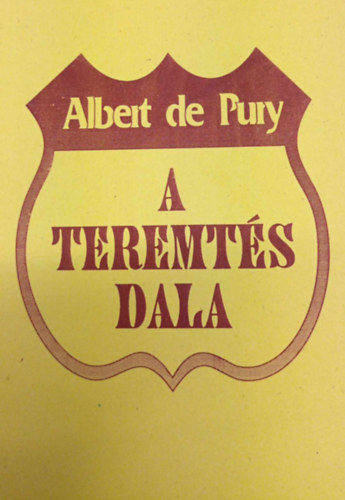 Albert de Pury
A
TEREMTÉS
DALA